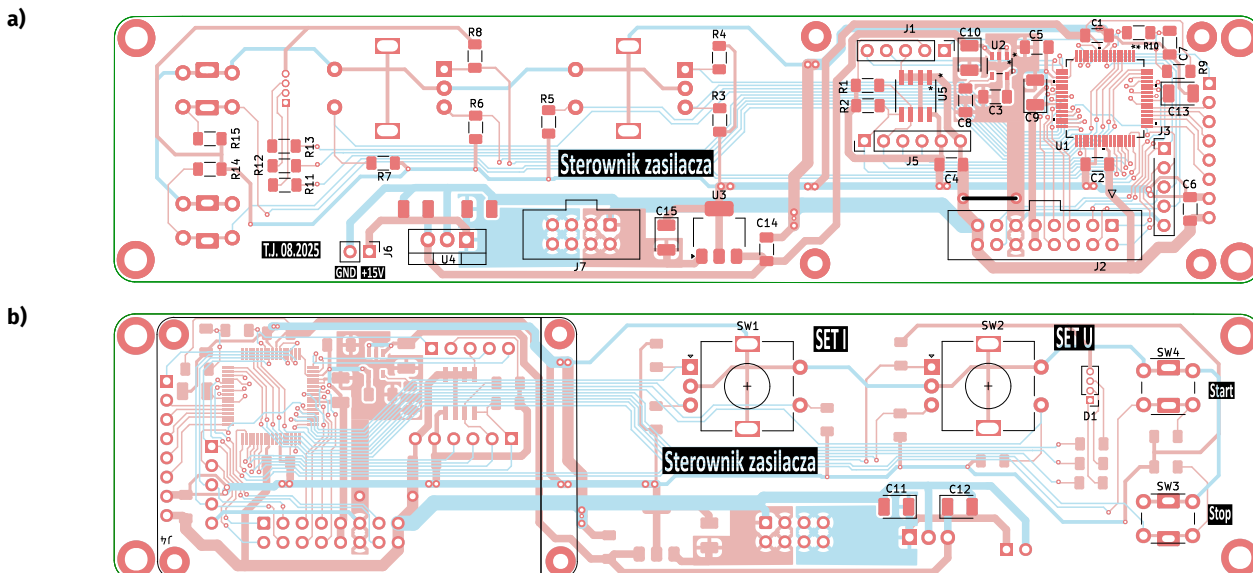 a)
R8
R4
J1
C10
U2
C5
C1
R10
C7
R9
R1
R2
U5
C8
C3
C9
C13
R6
R5
R3
U1
J3
R15
R14
R12
R13
R11
R7
Sterownik zasilacza
J5
C4
C2
C6
U3
C15
C14
T.J. 08.2025
J6
GND
+15V
U4
J7
J2
b)
SW1
SET I
SW2
SET U
SW4
Start
D1
Sterownik zasilacza
C11
C12
SW3
Stop
J4